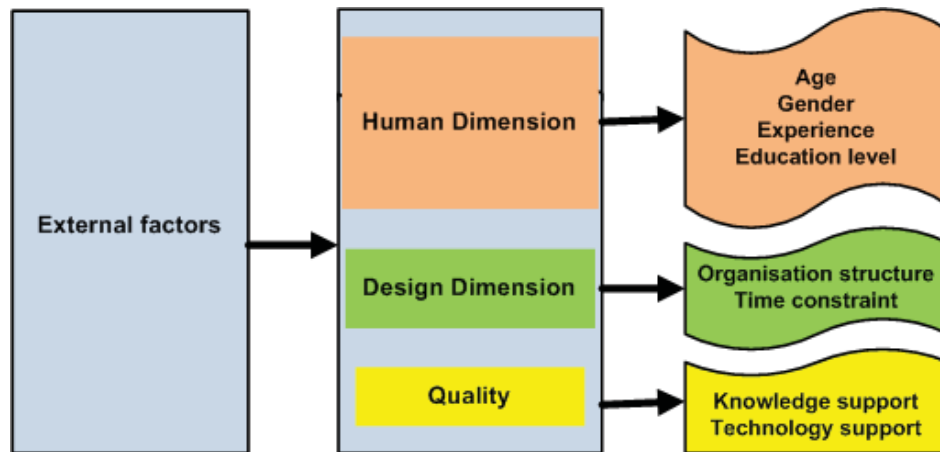 External factors
Human Dimension
Age
Gender
Experience
Education level
Design Dimension
Organisation structure
Time constraint
Quality
Knowledge support
Technology support